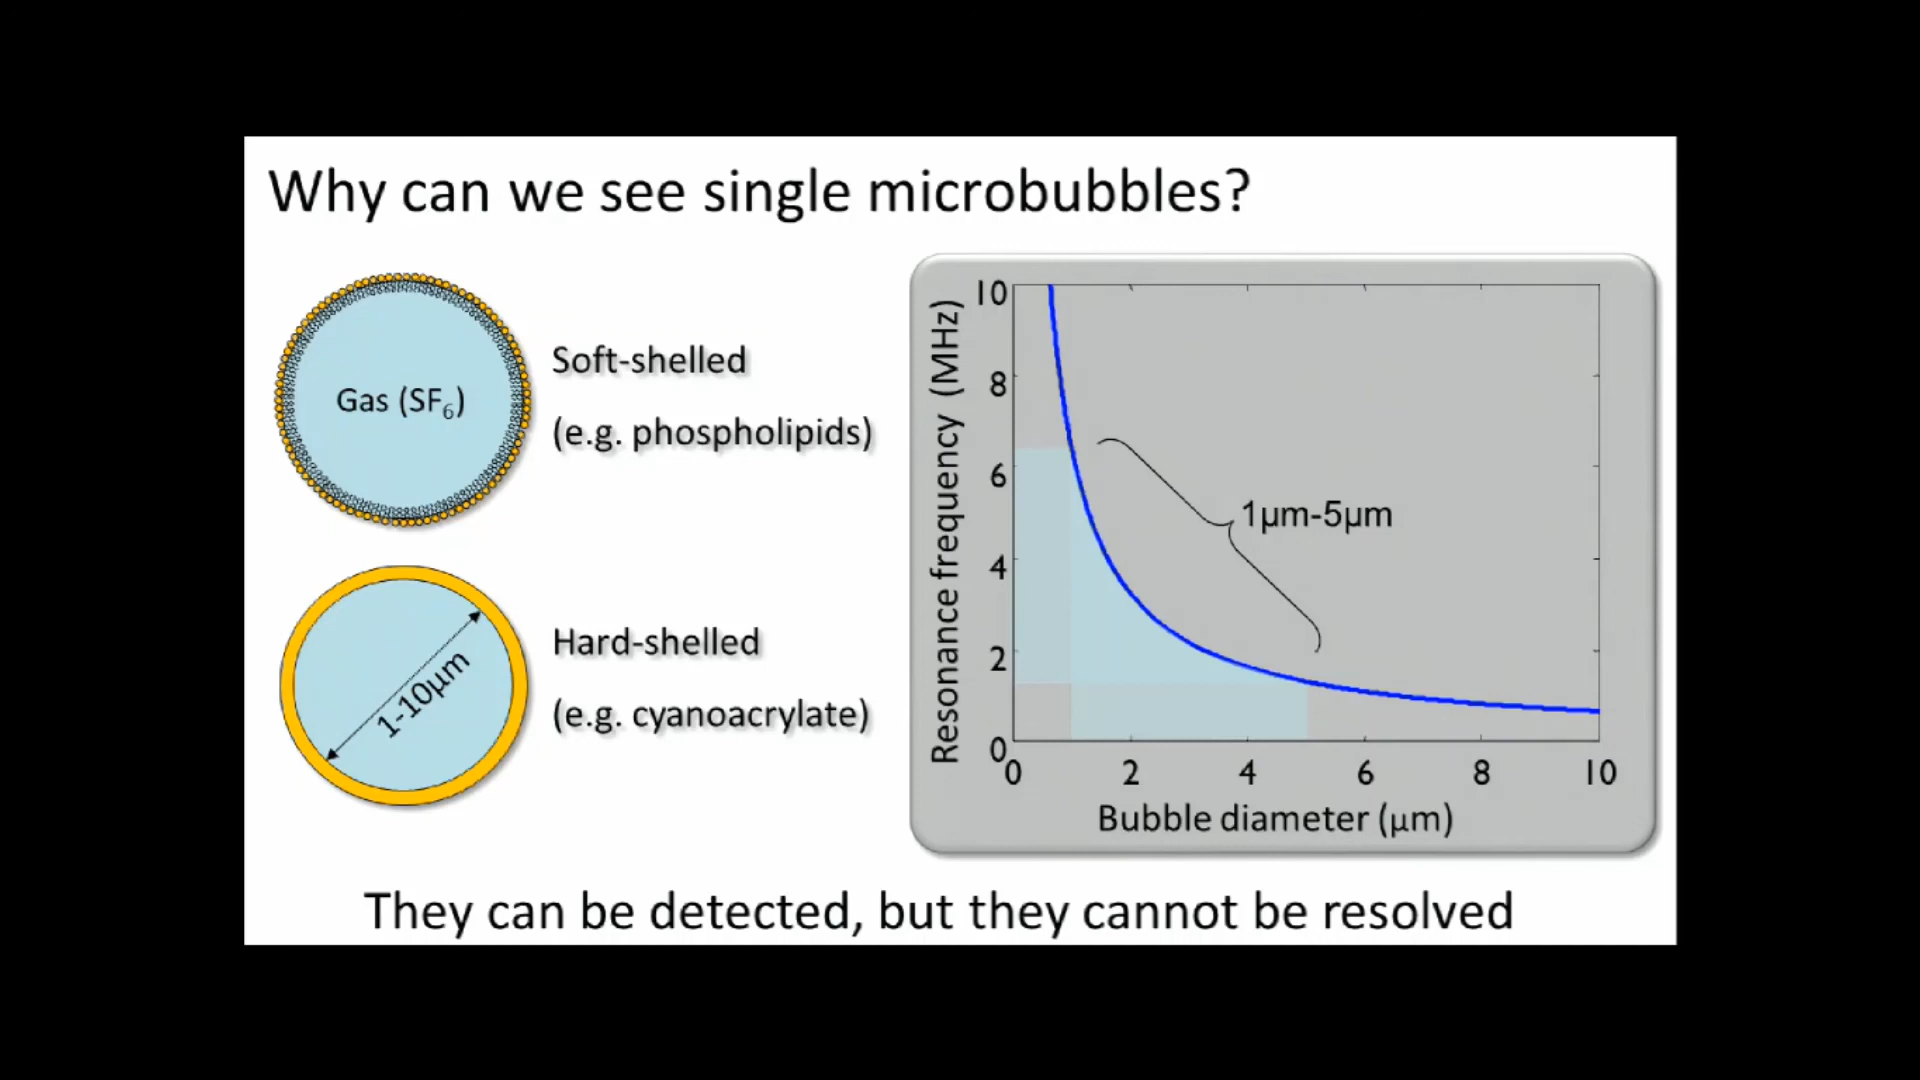 Why can we see single microbubbles?
Gas (SF₆)
Soft-shelled
(e.g. phospholipids)
1-10µm
Hard-shelled
(e.g. cyanoacrylate)
Resonance frequency (MHz)
10
8
6
4
2
0
1µm-5µm
0 2 4 6 8 10
Bubble diameter (µm)
They can be detected, but they cannot be resolved